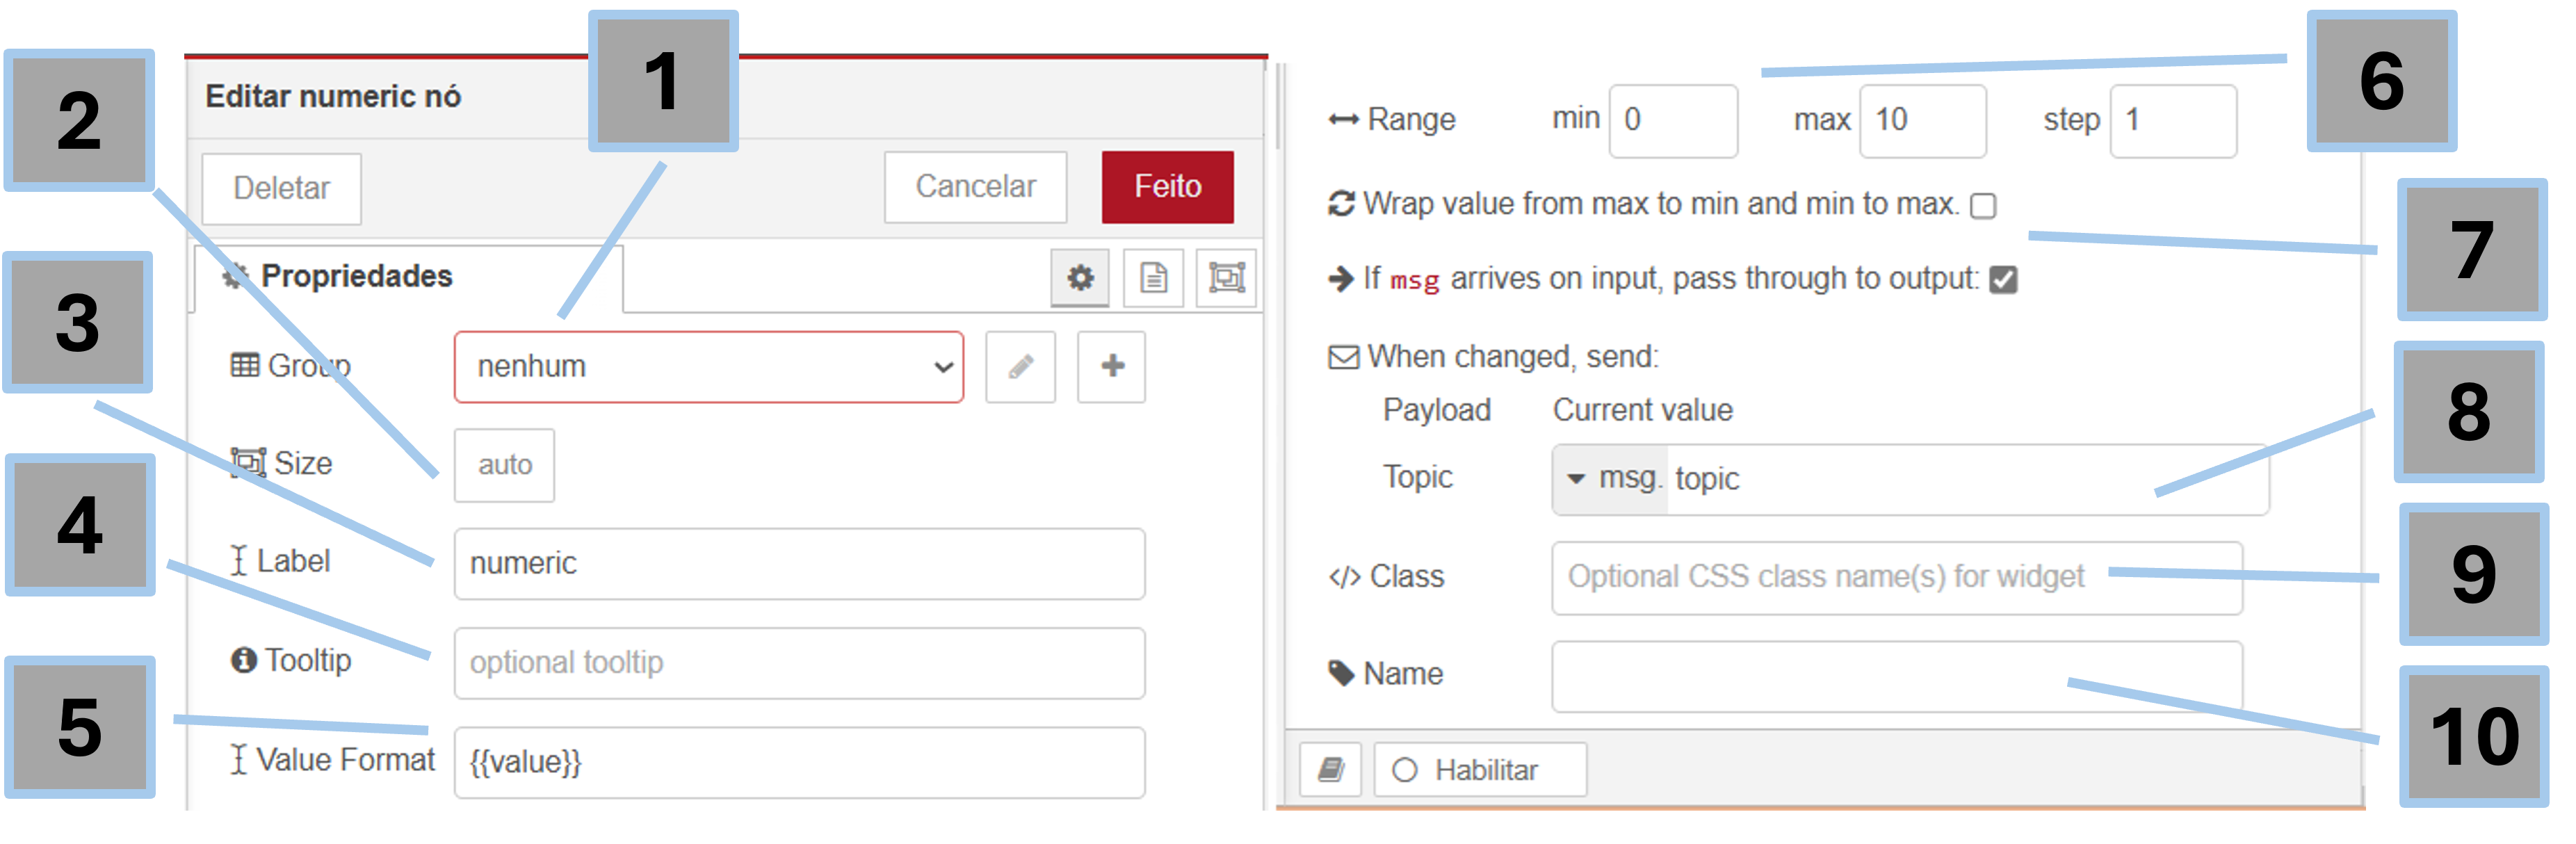 1
2
3
4
5
Editar numeric nó
Deletar
Cancelar
Feito
Propriedades
Group nenhum
Size auto
Label numeric
Tooltip optional tooltip
Value Format {{value}}
6
7
8
9
10
Range min 0 max 10 step 1
Wrap value from max to min and min to max.
If msg arrives on input, pass through to output:
When changed, send:
Payload Current value
Topic msg. topic
</> Class Optional CSS class name(s) for widget
Name
Habilitar